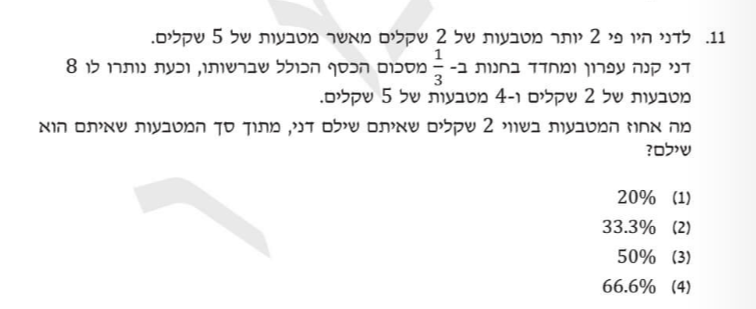 11. לדני היו פי 2 יותר מטבעות של 2 שקלים מאשר מטבעות של 5 שקלים.
דני קנה עפרון ומחדד בחנות ב- 1/3 מסכום הכסף הכולל שברשותו, וכעת נותרו לו 8
מטבעות של 2 שקלים ו-4 מטבעות של 5 שקלים.
מה אחוז המטבעות בשווי 2 שקלים שאיתם שילם דני, מתוך סך המטבעות שאיתם הוא
שילם?
(1) 20%
(2) 33.3%
(3) 50%
(4) 66.6%